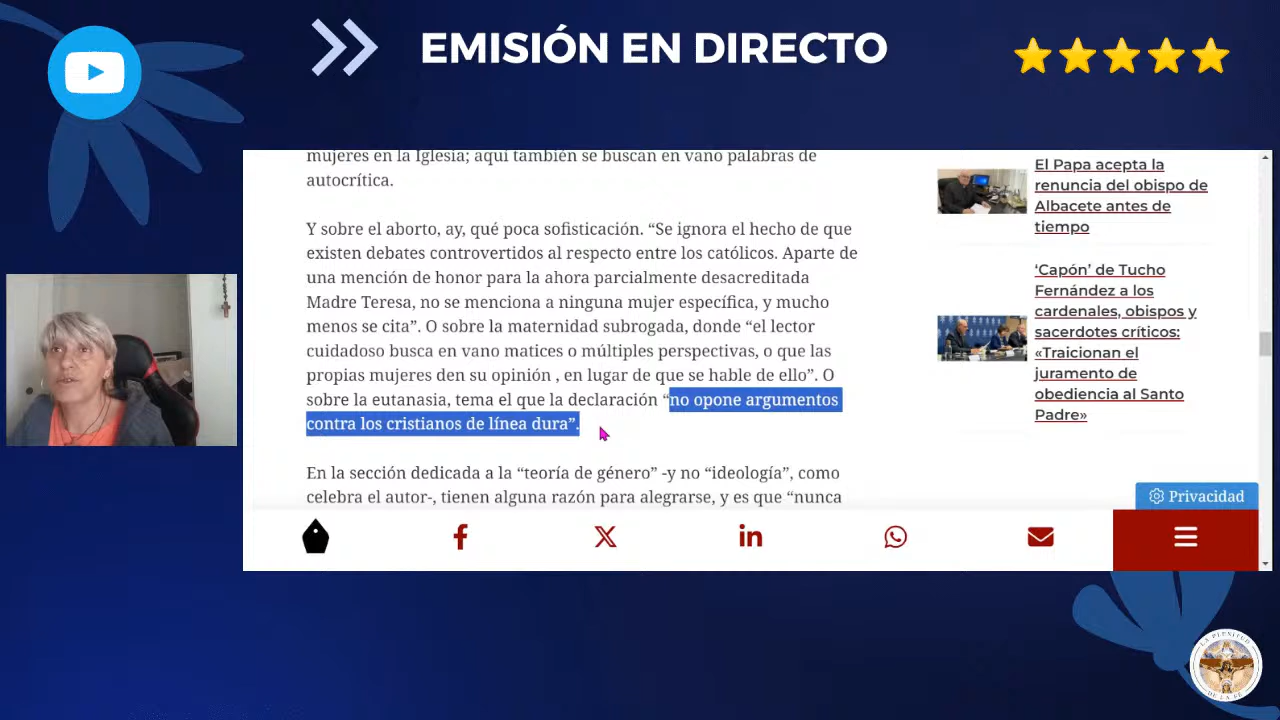 EMISIÓN EN DIRECTO
mujeres en la Iglesia; aquí también se buscan en vano palabras de
autocrítica.
Y sobre el aborto, ay, qué poca sofisticación. “Se ignora el hecho de que
existen debates controvertidos al respecto entre los católicos. Aparte de
una mención de honor para la ahora parcialmente desacreditada
Madre Teresa, no se menciona a ninguna mujer específica, y mucho
menos se cita”. O sobre la maternidad subrogada, donde “el lector
cuidadoso busca en vano matices o múltiples perspectivas, o que las
propias mujeres den su opinión , en lugar de que se hable de ello”. O
sobre la eutanasia, tema el que la declaración “no opone argumentos
contra los cristianos de línea dura”.
En la sección dedicada a la “teoría de género” -y no “ideología”, como
celebra el autor-, tienen alguna razón para alegrarse, y es que “nunca
El Papa acepta la
renuncia del obispo de
Albacete antes de
tiempo
‘Capón’ de Tucho
Fernández a los
cardenales, obispos y
sacerdotes críticos:
«Traicionan el
juramento de
obediencia al Santo
Padre»
Privacidad
LA PLENITUD
DE LA FE